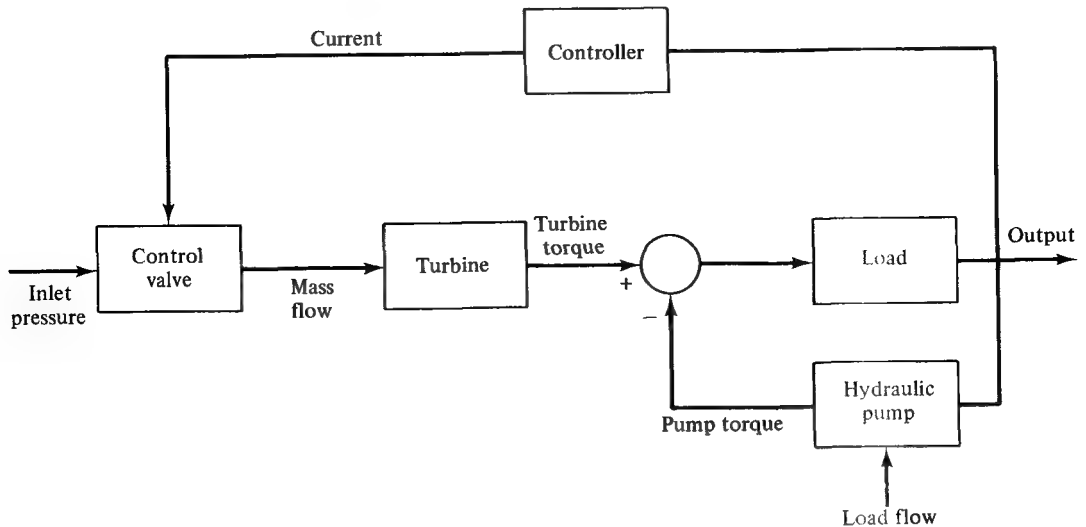 Current
Controller
Control
valve
Inlet
pressure
Mass
flow
Turbine
Turbine
torque
+
−
Load
Output
Hydraulic
pump
Pump torque
Load flow